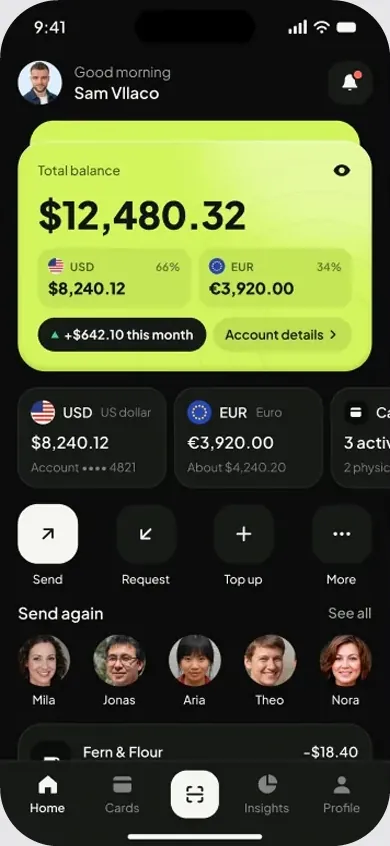 9:41
Good morning
Sam Vllaco
Total balance
$12,480.32
USD 66%
$8,240.12
EUR 34%
€3,920.00
+$642.10 this month
Account details >
USD US dollar
$8,240.12
Account •••• 4821
EUR Euro
€3,920.00
About $4,240.20
Ca
3 activ
2 physic
Send
Request
Top up
More
Send again
See all
Mila
Jonas
Aria
Theo
Nora
Fern & Flour
-$18.40
Home
Cards
Insights
Profile